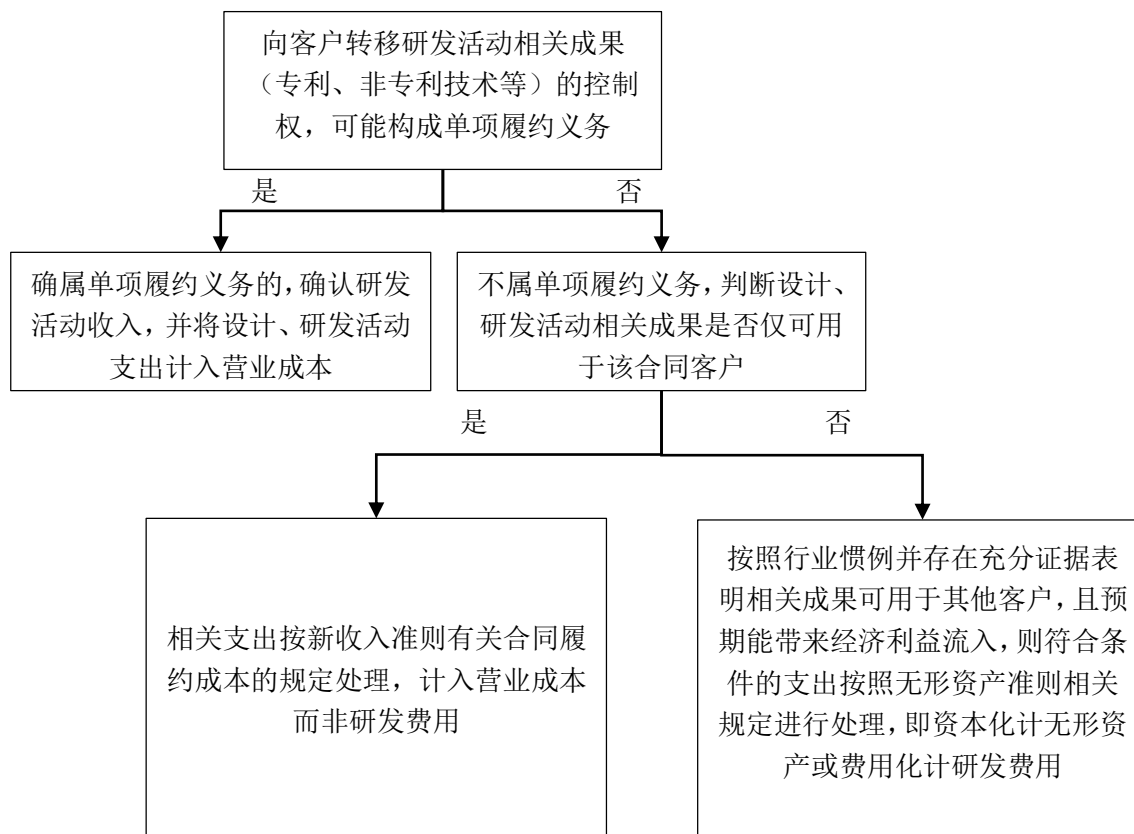 向客户转移研发活动相关成果
（专利、非专利技术等）的控制
权，可能构成单项履约义务
是
否
确属单项履约义务的，确认研发
活动收入，并将设计、研发活动
支出计入营业成本
不属单项履约义务，判断设计、
研发活动相关成果是否仅可用
于该合同客户
是
否
相关支出按新收入准则有关合同履
约成本的规定处理，计入营业成本
而非研发费用
按照行业惯例并存在充分证据表
明相关成果可用于其他客户，且预
期能带来经济利益流入，则符合条
件的支出按照无形资产准则相关
规定进行处理，即资本化计无形资
产或费用化计研发费用